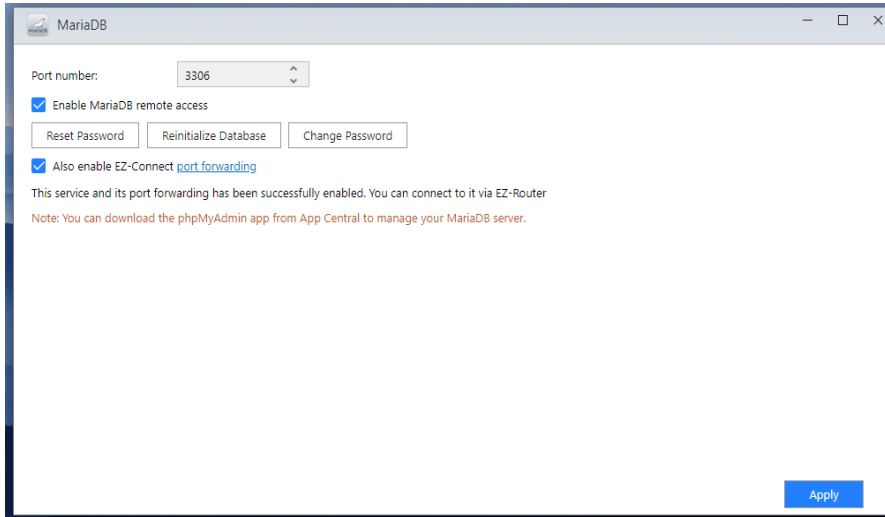 MariaDB
Port number: 3306
Enable MariaDB remote access
Reset Password Reinitialize Database Change Password
Also enable EZ-Connect port forwarding
This service and its port forwarding has been successfully enabled. You can connect to it via EZ-Router
Note: You can download the phpMyAdmin app from App Central to manage your MariaDB server.
Apply